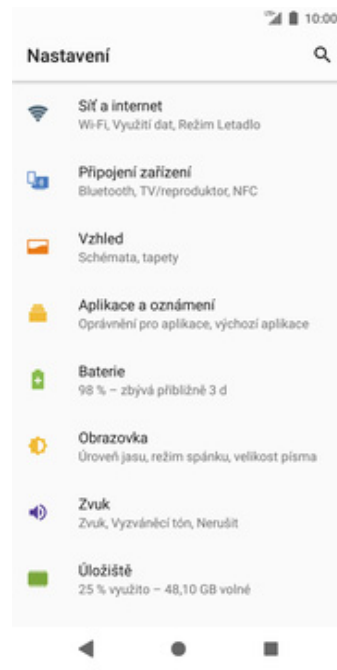 10:00
Nastavení
Síť a internet
Wi-Fi, Využití dat, Režim Letadlo
Připojení zařízení
Bluetooth, TV/reproduktor, NFC
Vzhled
Schémata, tapety
Aplikace a oznámení
Oprávnění pro aplikace, výchozí aplikace
Baterie
98 % – zbývá přibližně 3 d
Obrazovka
Úroveň jasu, režim spánku, velikost písma
Zvuk
Zvuk, Vyzváněcí tón, Nerušit
Úložiště
25 % využito – 48,10 GB volné